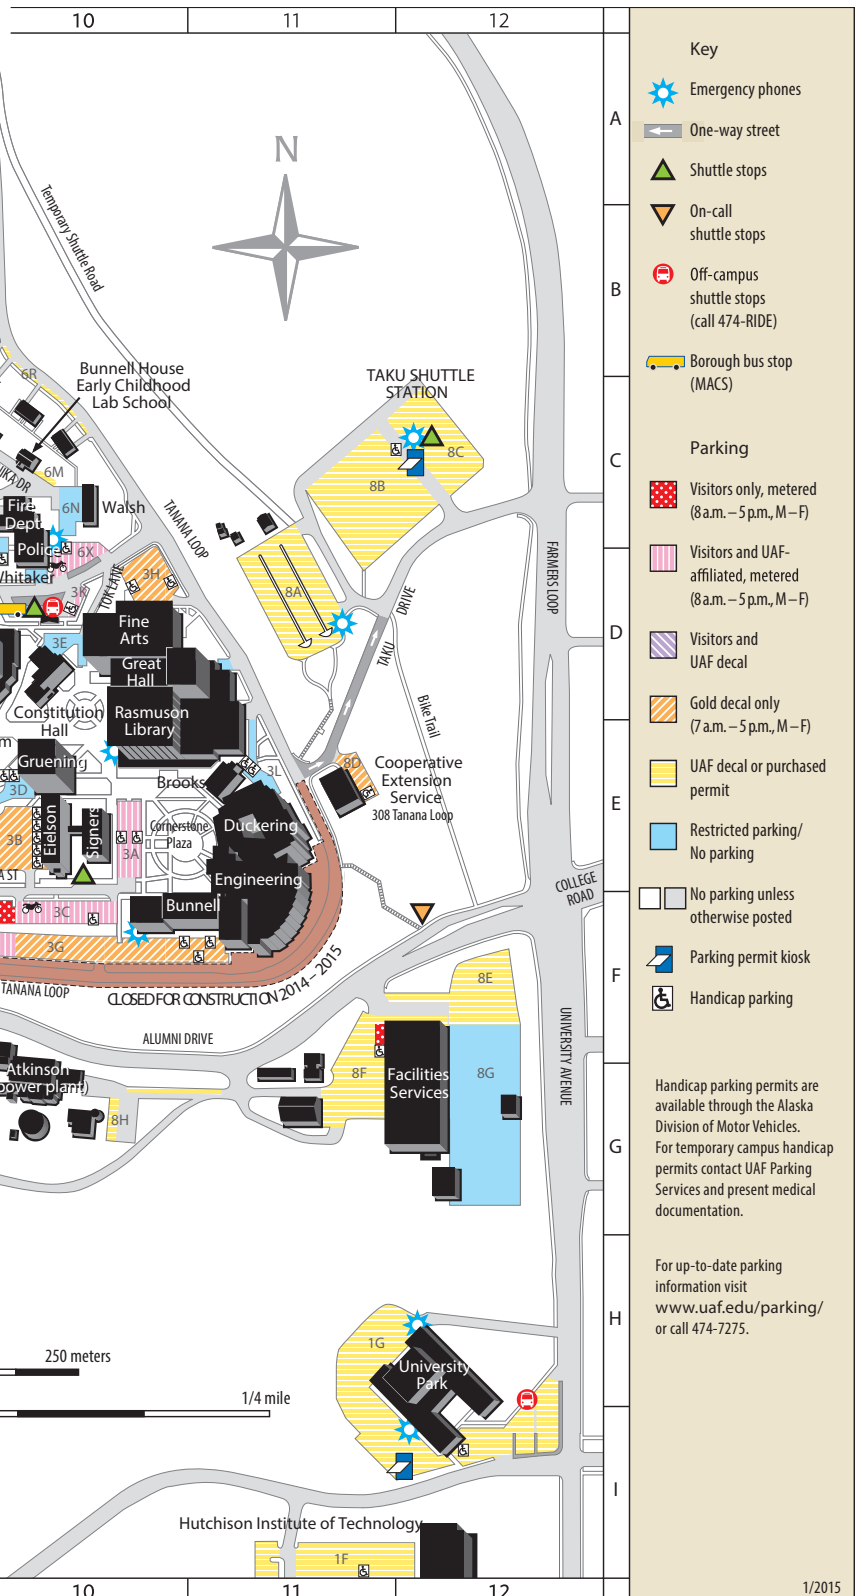 10
11
12
A
B
C
D
E
F
G
H
I
N
Temporary Shuttle Road
6R
Bunnell House
Early Childhood
Lab School
TAKU SHUTTLE
STATION
8C
8B
6M
6N
Walsh
Fire
Dept
Police
6X
TANANA LOOP
3K
TOK LANE
3H
8A
TAKU
DRIVE
FARMERS LOOP
Fine
Arts
3E
Great
Hall
Constitution
Hall
Rasmuson
Library
Bike Trail
Gruening
3D
Brooks
3L
8D
Cooperative
Extension
Service
308 Tanana Loop
3B
Eielson
Signers
3A
Cornerstone
Plaza
Duckering
Engineering
COLLEGE
ROAD
3C
Bunnell
3G
TANANA LOOP
CLOSED FOR CONSTRUCTION 2014 – 2015
8E
ALUMNI DRIVE
UNIVERSITY AVENUE
Atkinson
power plant)
8F
Facilities
Services
8G
8H
1G
University
Park
250 meters
1/4 mile
Hutchison Institute of Technology
1F
10
11
12
Key
Emergency phones
One-way street
Shuttle stops
On-call
shuttle stops
Off-campus
shuttle stops
(call 474-RIDE)
Borough bus stop
(MACS)
Parking
Visitors only, metered
(8 a.m. – 5 p.m., M – F)
Visitors and UAF-
affiliated, metered
(8 a.m. – 5 p.m., M – F)
Visitors and
UAF decal
Gold decal only
(7 a.m. – 5 p.m., M – F)
UAF decal or purchased
permit
Restricted parking/
No parking
No parking unless
otherwise posted
Parking permit kiosk
Handicap parking
Handicap parking permits are
available through the Alaska
Division of Motor Vehicles.
For temporary campus handicap
permits contact UAF Parking
Services and present medical
documentation.
For up-to-date parking
information visit
www.uaf.edu/parking/
or call 474-7275.
1/2015